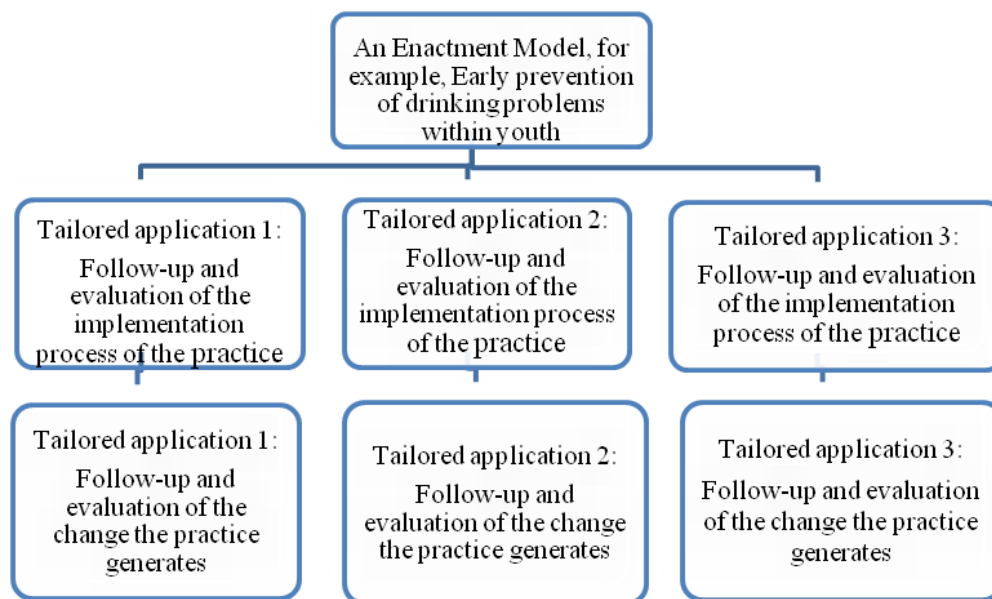 An Enactment Model, for
example, Early prevention
of drinking problems
within youth
Tailored application 1:
Follow-up and
evaluation of the
implementation
process of the practice
Tailored application 2:
Follow-up and
evaluation of the
implementation process
of the practice
Tailored application 3:
Follow-up and evaluation
of the implementation
process of the practice
Tailored application 1:
Follow-up and
evaluation of the
change the practice
generates
Tailored application 2:
Follow-up and
evaluation of the change
the practice generates
Tailored application 3:
Follow-up and evaluation
of the change the practice
generates